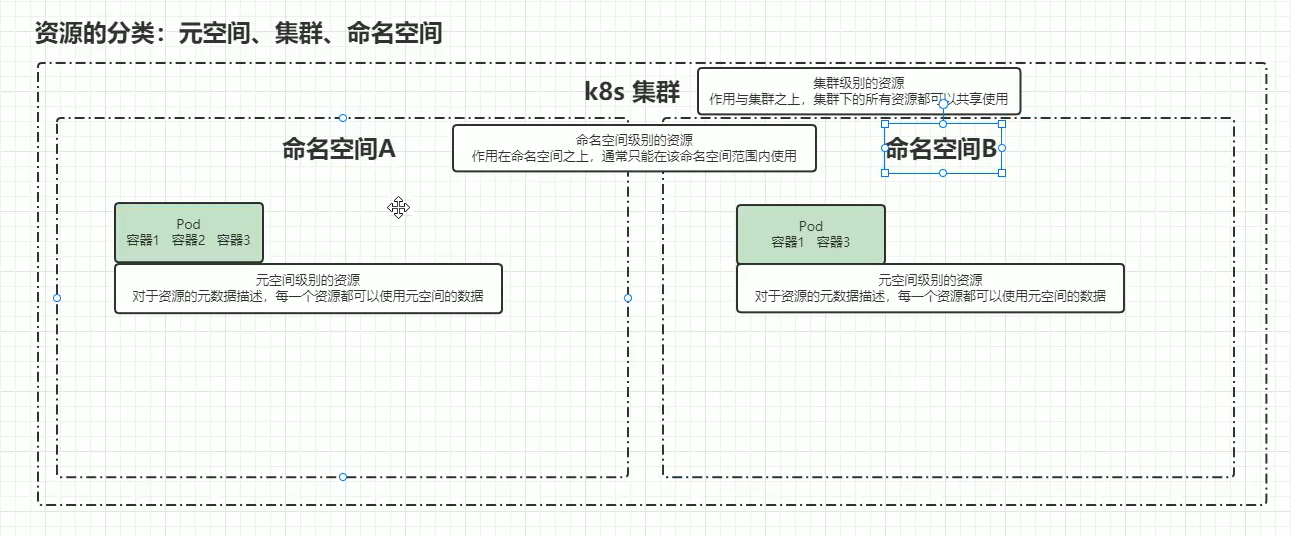 资源的分类：元空间、集群、命名空间
k8s 集群
集群级别的资源
作用与集群之上，集群下的所有资源都可以共享使用
命名空间A
命名空间级别的资源
作用在命名空间之上，通常只能在该命名空间范围内使用
命名空间B
Pod
容器1 容器2 容器3
元空间级别的资源
对于资源的元数据描述，每一个资源都可以使用元空间的数据
Pod
容器1 容器3
元空间级别的资源
对于资源的元数据描述，每一个资源都可以使用元空间的数据